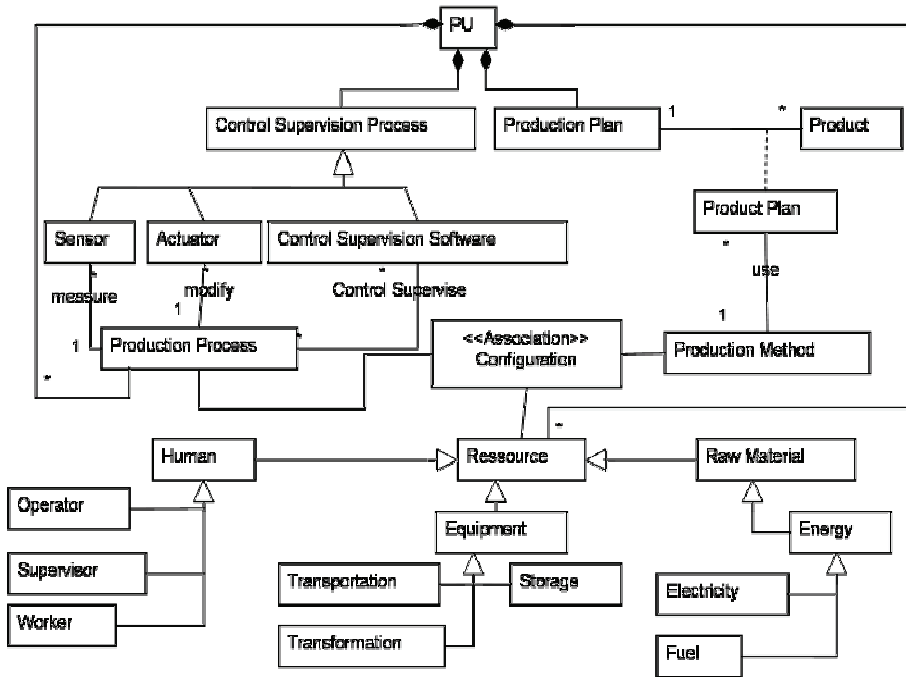 PU
Control Supervision Process
Production Plan
1
*
Product
Product Plan
Sensor
Actuator
Control Supervision Software
*
measure
*
modify
*
Control Supervise
*
use
1
1
*
1
Production Process
<<Association>>
Configuration
Production Method
*
*
Human
Ressource
Raw Material
Operator
Equipment
Energy
Supervisor
Transportation
Storage
Electricity
Worker
Transformation
Fuel